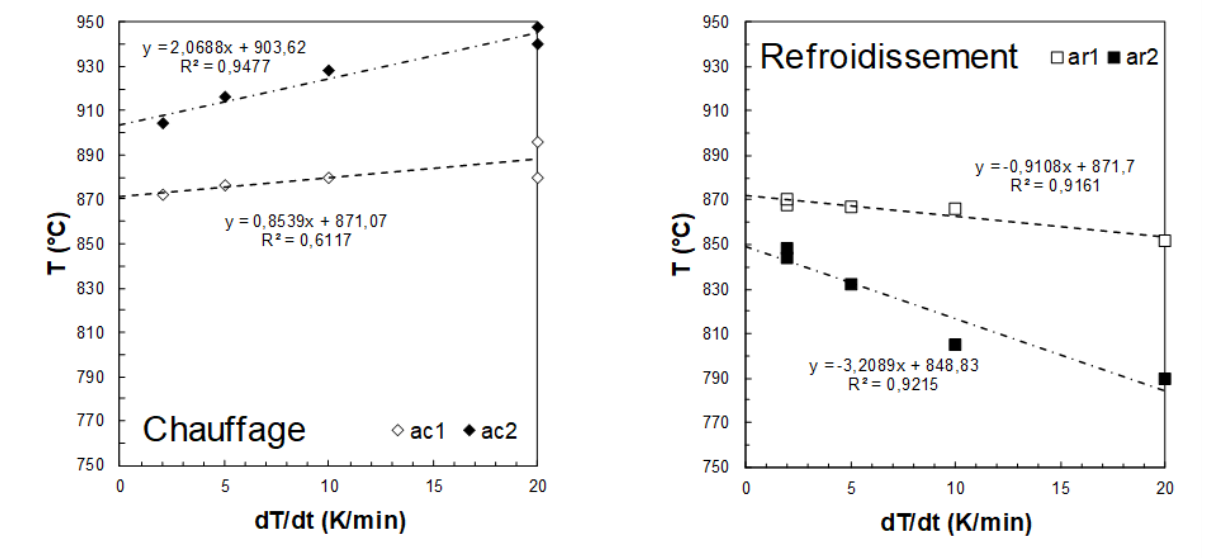 950
930
910
890
870
850
830
810
790
770
750
T (°C)
y = 2,0688x + 903,62
R² = 0,9477
y = 0,8539x + 871,07
R² = 0,6117
Chauffage
ac1 ac2
0 5 10 15 20
dT/dt (K/min)
950
930
910
890
870
850
830
810
790
770
750
T (°C)
Refroidissement
ar1 ar2
y = -0,9108x + 871,7
R² = 0,9161
y = -3,2089x + 848,83
R² = 0,9215
0 5 10 15 20
dT/dt (K/min)